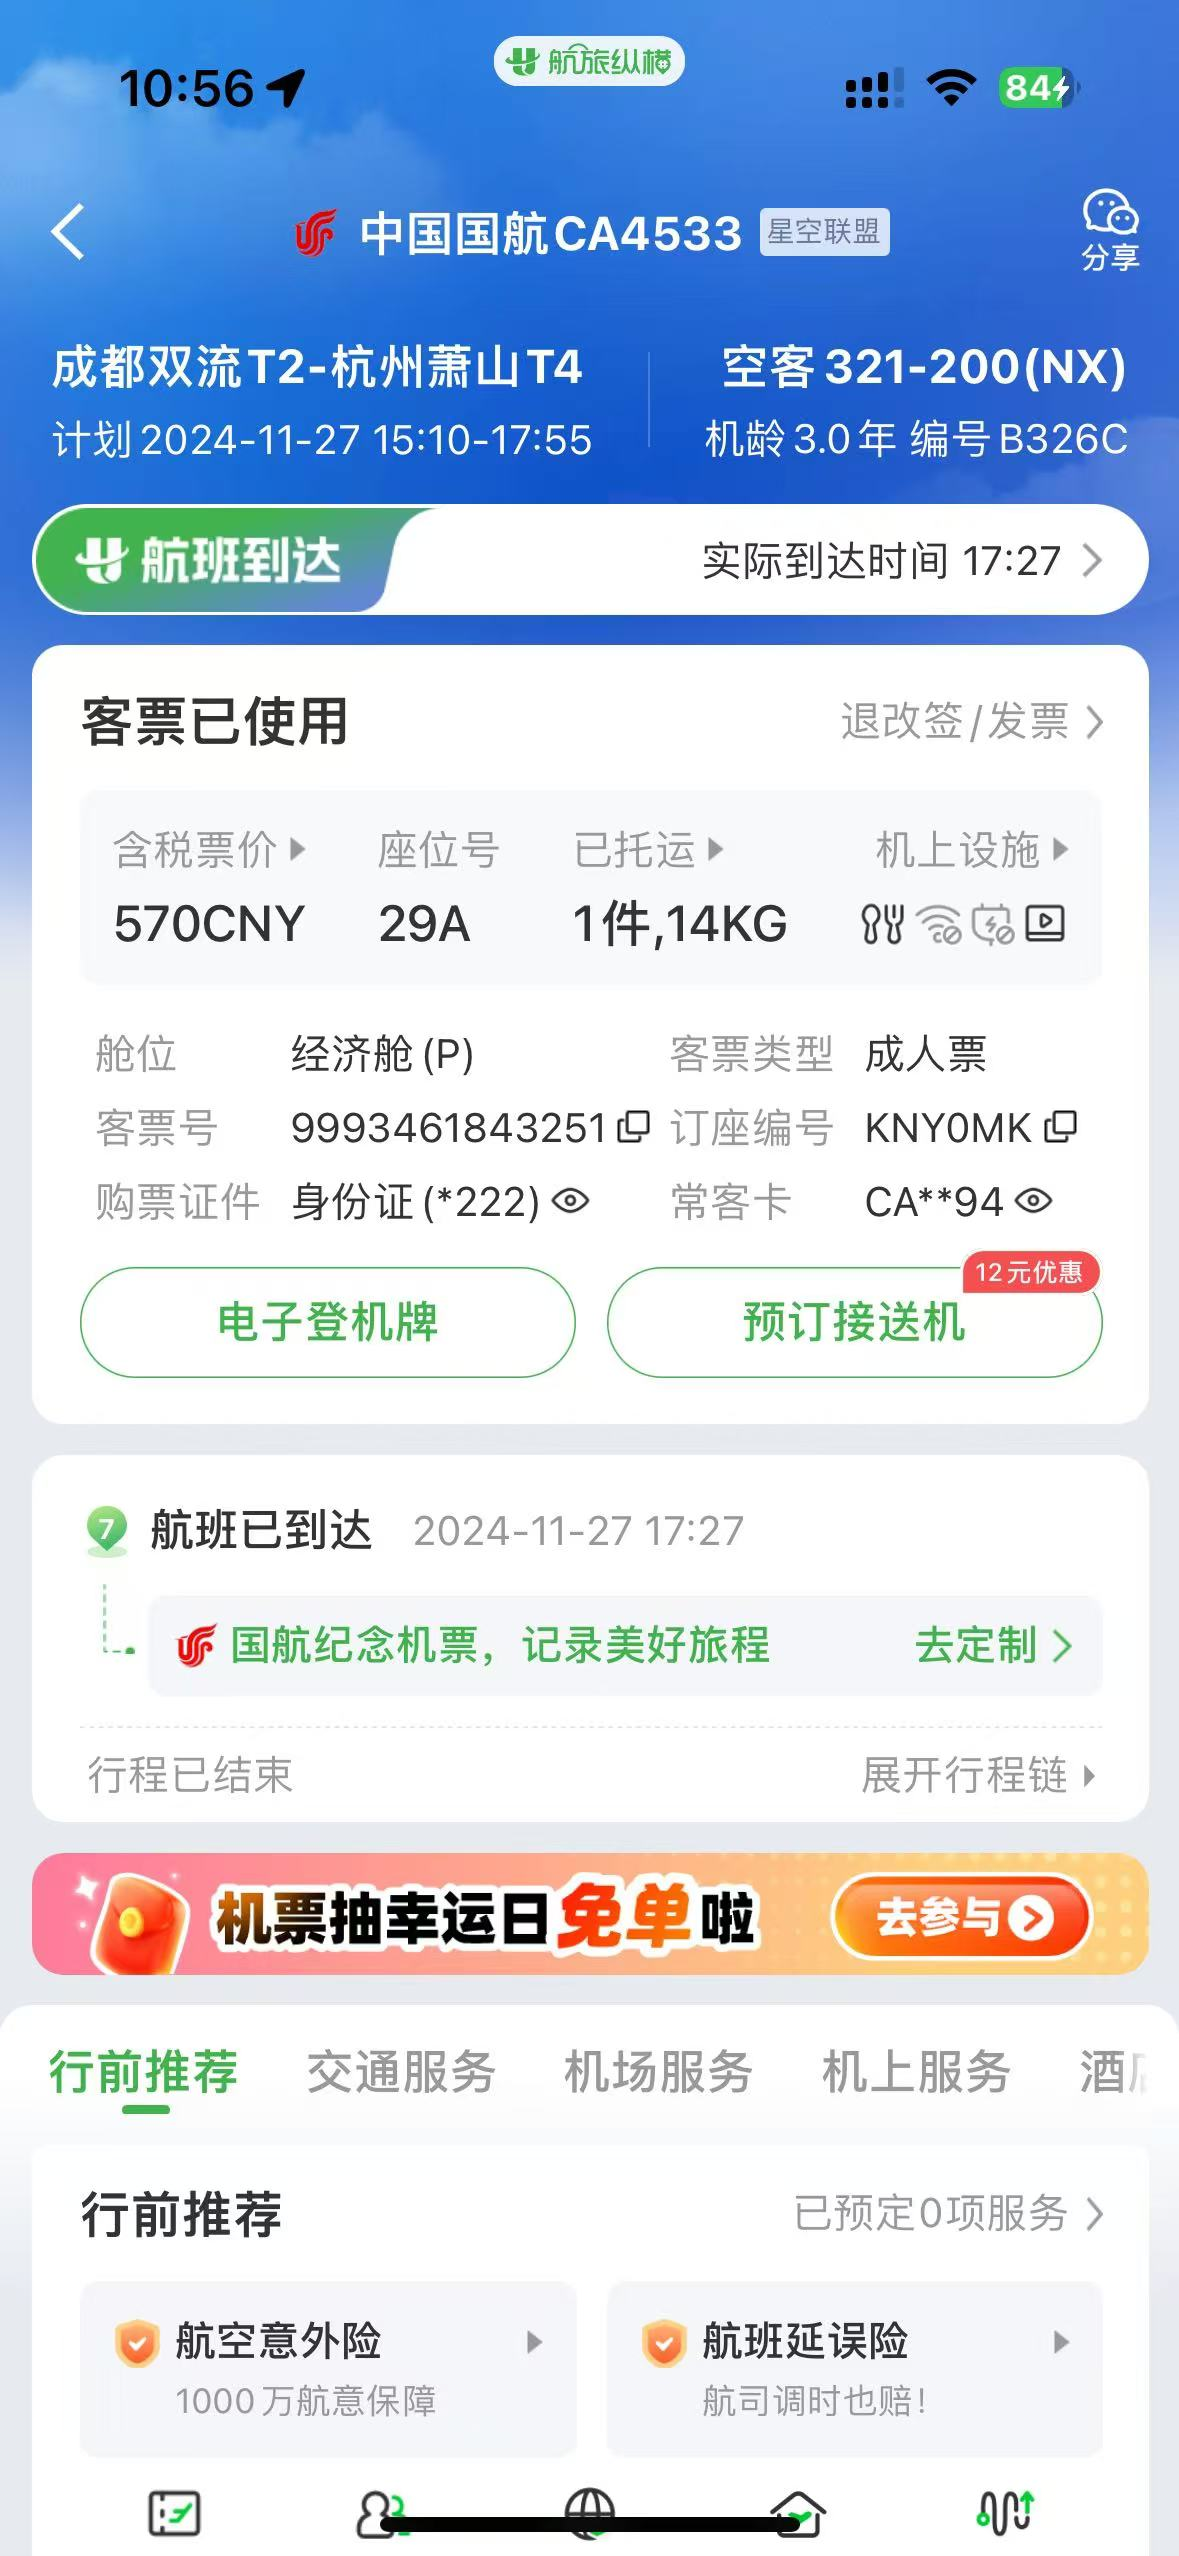 航旅纵横
10:56
84
中国国航CA4533 星空联盟
分享
成都双流T2-杭州萧山T4
空客321-200(NX)
计划2024-11-27 15:10-17:55
机龄3.0年 编号B326C
航班到达
实际到达时间 17:27
客票已使用
退改签/发票
含税票价 座位号 已托运 机上设施
570CNY 29A 1件,14KG
舱位 经济舱(P) 客票类型 成人票
客票号 9993461843251 订座编号 KNY0MK
购票证件 身份证(*222) 常客卡 CA**94
12元优惠
电子登机牌 预订接送机
7 航班已到达 2024-11-27 17:27
国航纪念机票，记录美好旅程 去定制
行程已结束 展开行程链
机票抽幸运日免单啦 去参与
行前推荐 交通服务 机场服务 机上服务 酒
行前推荐 已预定0项服务
航空意外险 航班延误险
1000万航意保障 航司调时也赔!